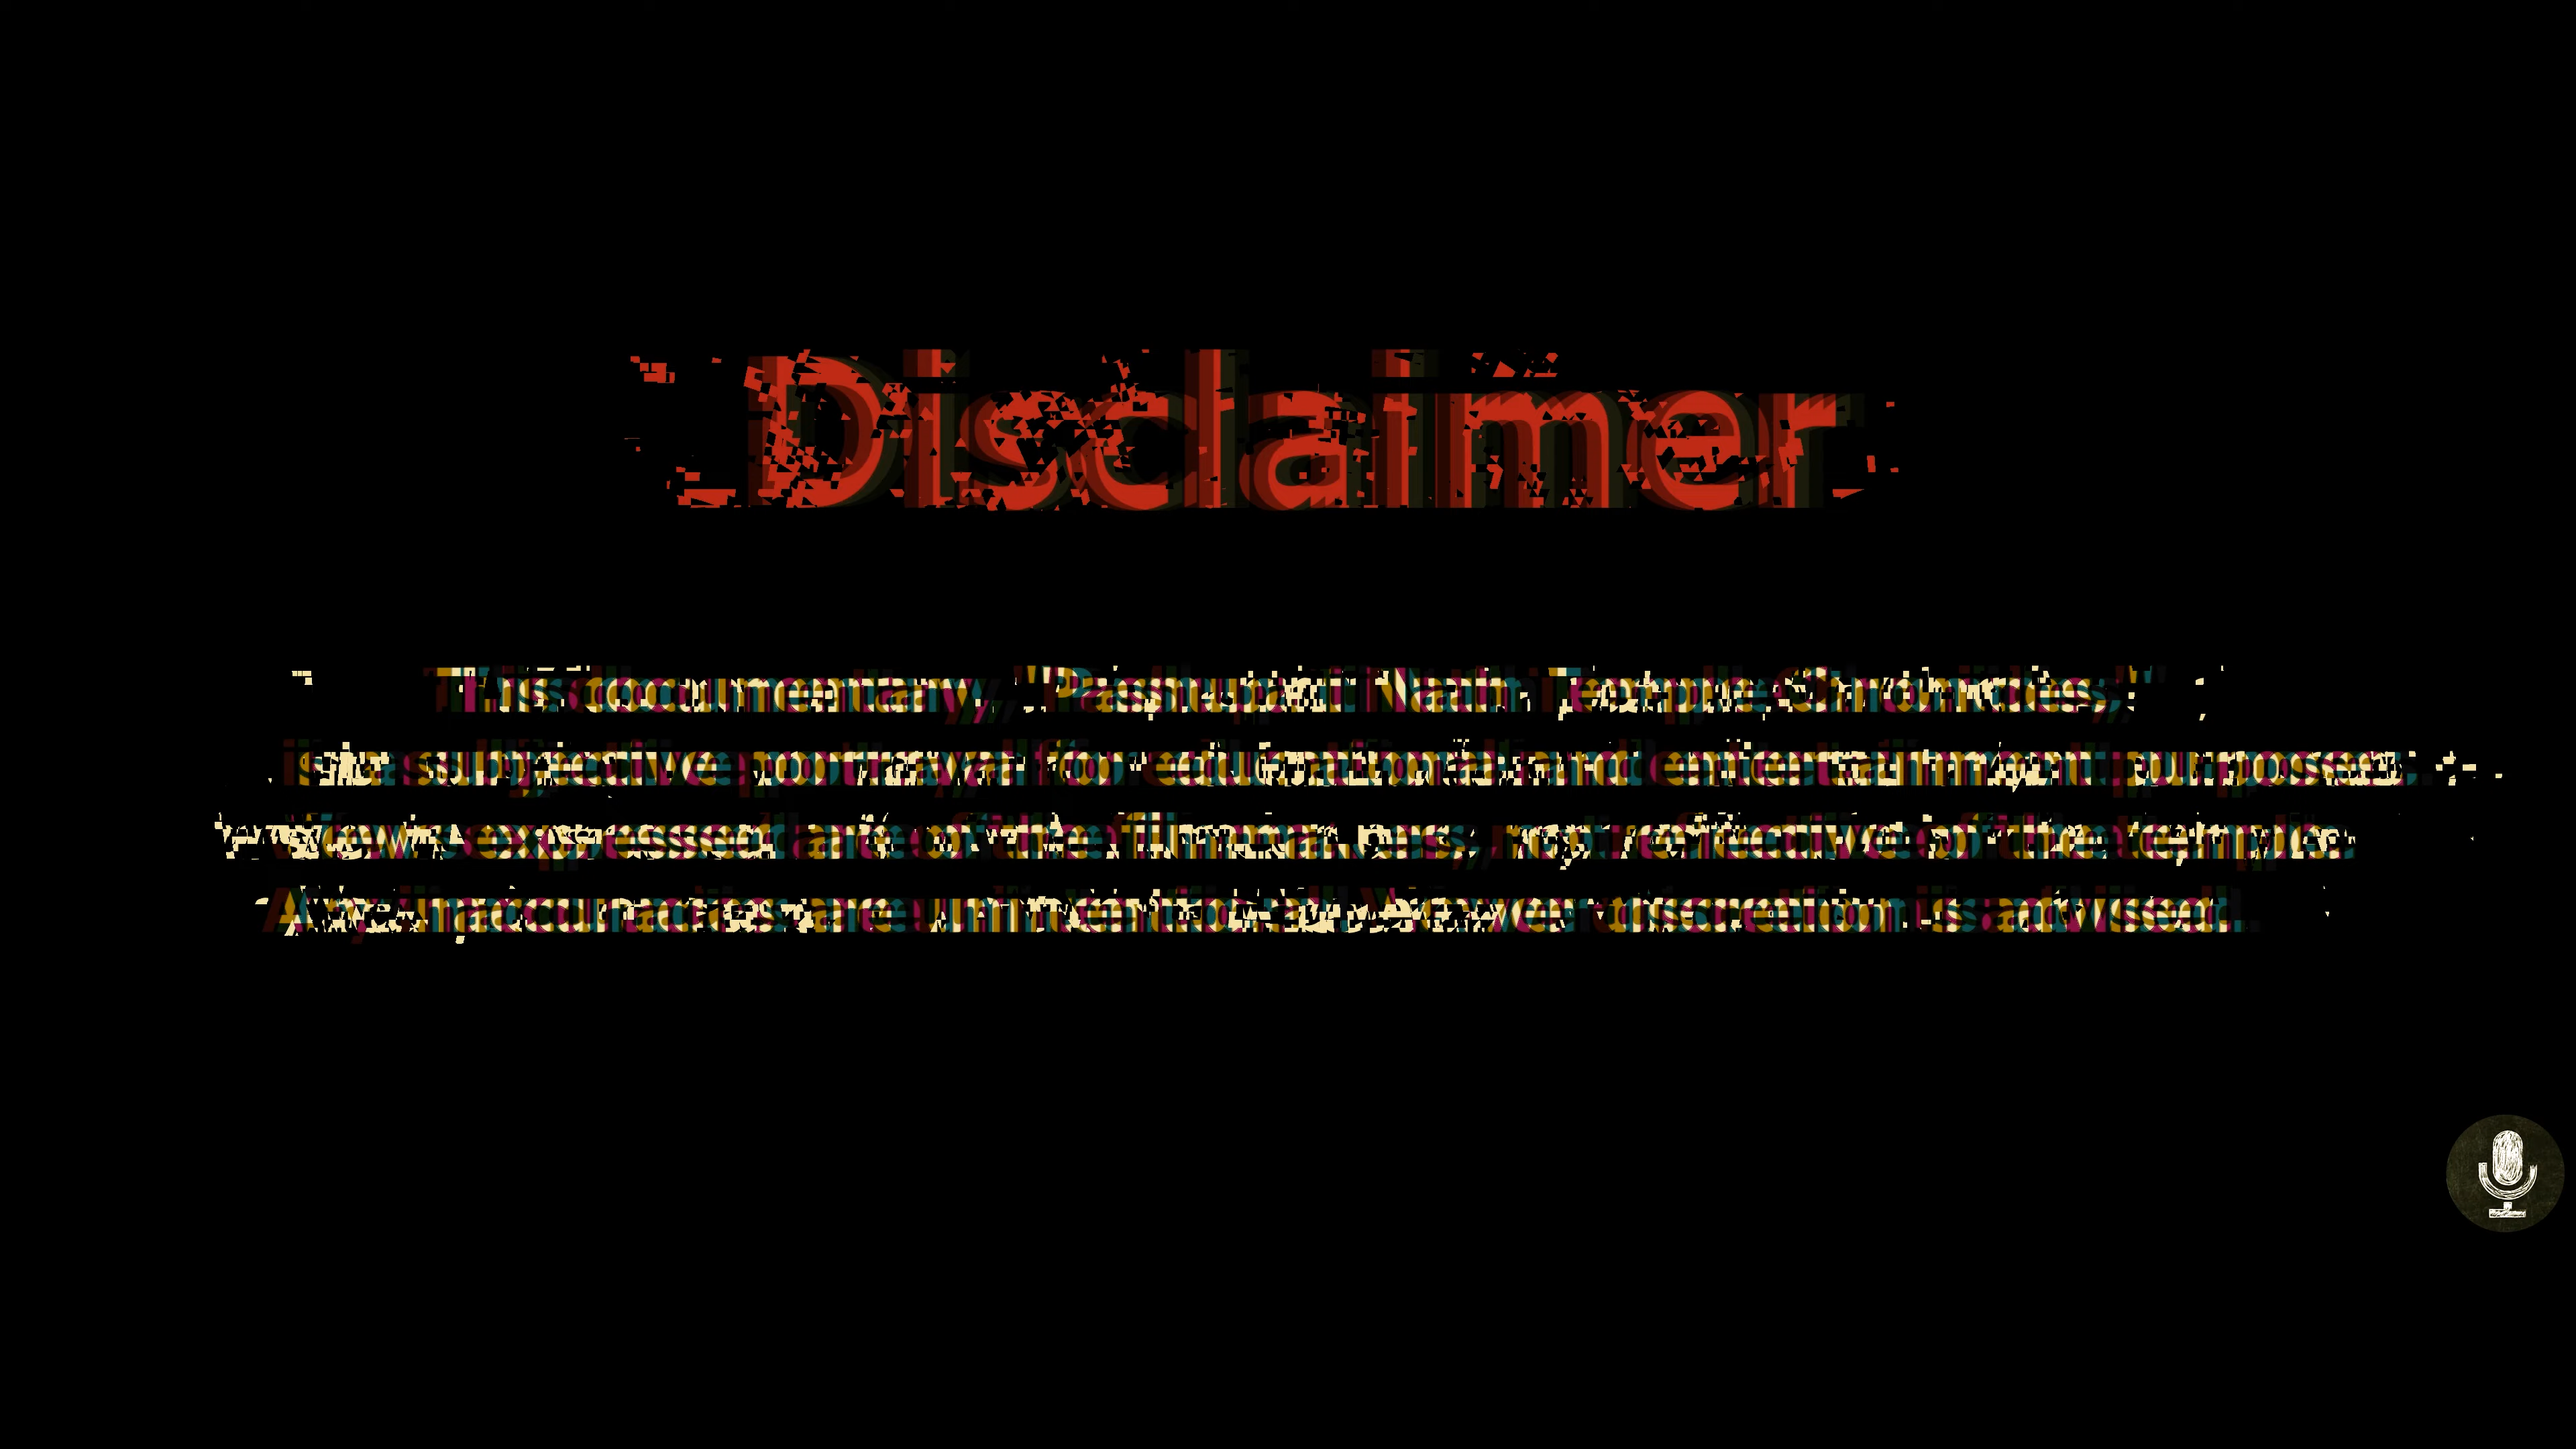 Disclaimer
This documentary, "Pashupati Nath Temple Chronicles,"
is a subjective portrayal for educational and entertainment purposes.
Views expressed are of the filmmakers, not reflective of the temple.
Any inaccuracies are unintentional. Viewer discretion is advised.